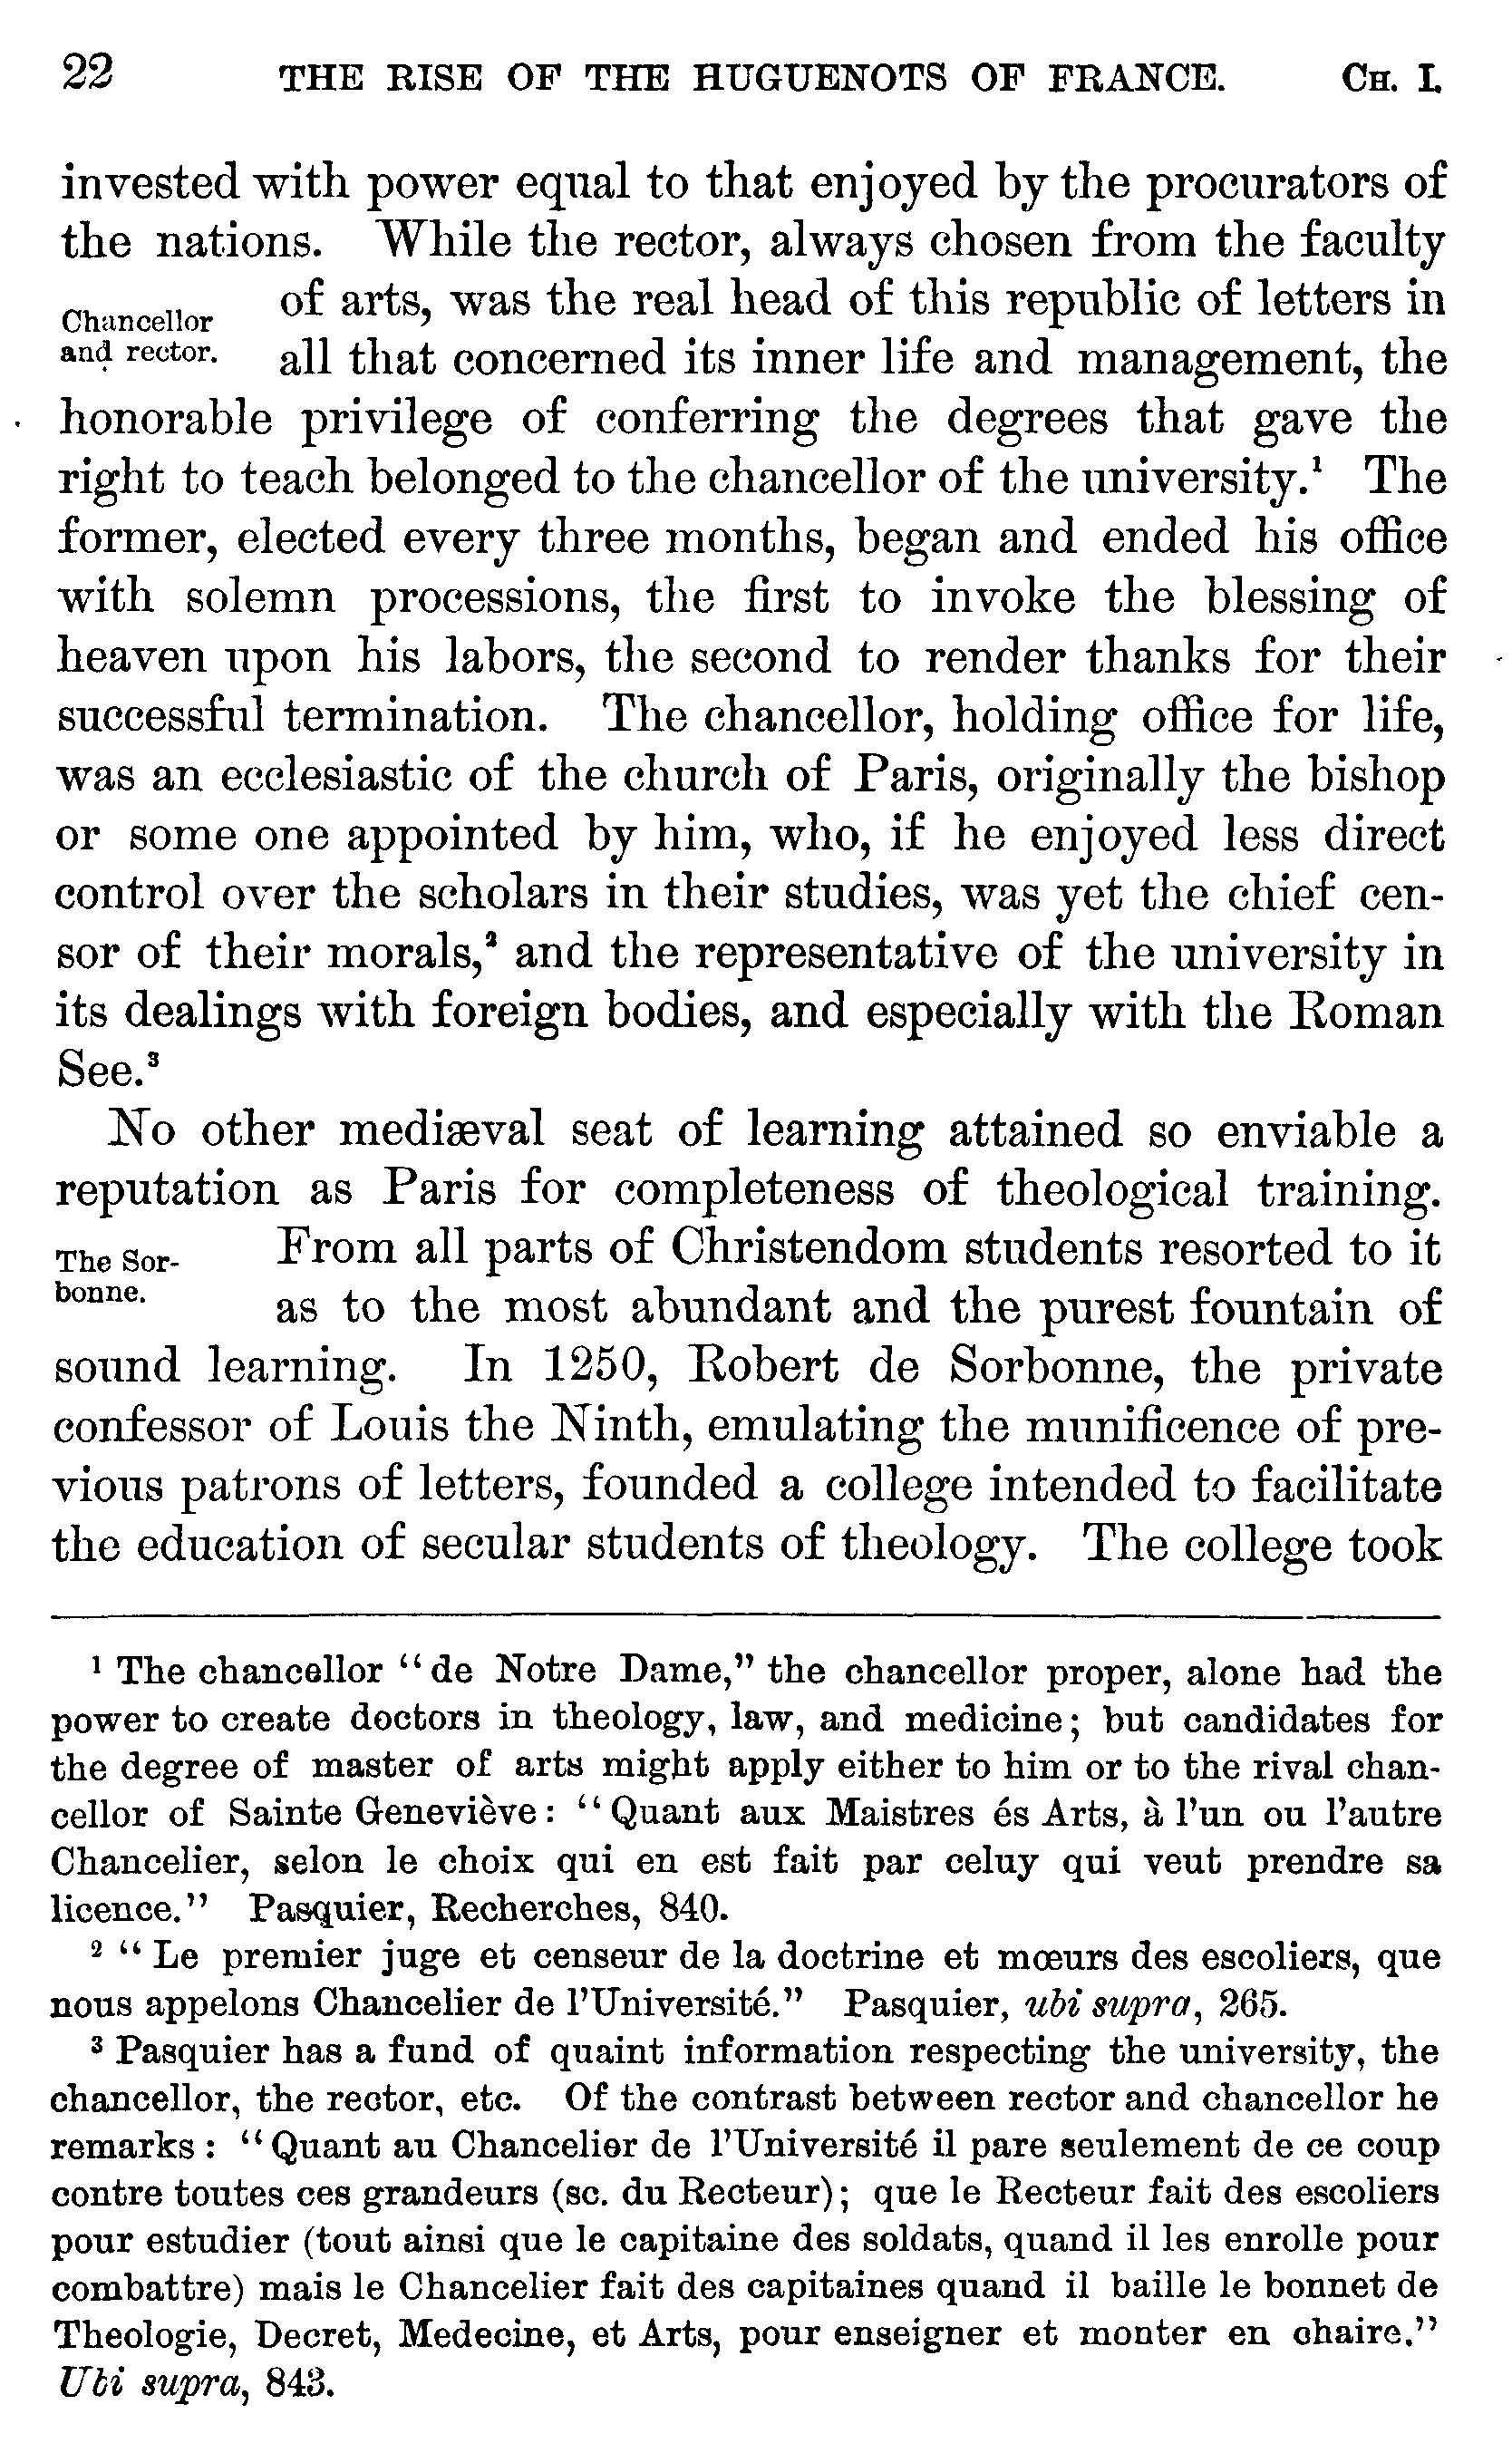 22 THE RISE OF THE HUGUENOTS OF FRANCE. CH. I.
invested with power equal to that enjoyed by the procurators of
the nations. While the rector, always chosen from the faculty
of arts, was the real head of this republic of letters in
Chancellor
and rector.
all that concerned its inner life and management, the
honorable privilege of conferring the degrees that gave the
right to teach belonged to the chancellor of the university.¹ The
former, elected every three months, began and ended his office
with solemn processions, the first to invoke the blessing of
heaven upon his labors, the second to render thanks for their
successful termination. The chancellor, holding office for life,
was an ecclesiastic of the church of Paris, originally the bishop
or some one appointed by him, who, if he enjoyed less direct
control over the scholars in their studies, was yet the chief cen-
sor of their morals,² and the representative of the university in
its dealings with foreign bodies, and especially with the Roman
See.³
No other mediæval seat of learning attained so enviable a
reputation as Paris for completeness of theological training.
The Sor-
bonne.
From all parts of Christendom students resorted to it
as to the most abundant and the purest fountain of
sound learning. In 1250, Robert de Sorbonne, the private
confessor of Louis the Ninth, emulating the munificence of pre-
vious patrons of letters, founded a college intended to facilitate
the education of secular students of theology. The college took
¹ The chancellor “de Notre Dame,” the chancellor proper, alone had the
power to create doctors in theology, law, and medicine; but candidates for
the degree of master of arts might apply either to him or to the rival chan-
cellor of Sainte Geneviève: “Quant aux Maistres és Arts, à l’un ou l’autre
Chancelier, selon le choix qui en est fait par celuy qui veut prendre sa
licence.” Pasquier, Recherches, 840.
² “Le premier juge et censeur de la doctrine et mœurs des escoliers, que
nous appelons Chancelier de l’Université.” Pasquier, ubi supra, 265.
³ Pasquier has a fund of quaint information respecting the university, the
chancellor, the rector, etc. Of the contrast between rector and chancellor he
remarks: “Quant au Chancelier de l’Université il pare seulement de ce coup
contre toutes ces grandeurs (sc. du Recteur); que le Recteur fait des escoliers
pour estudier (tout ainsi que le capitaine des soldats, quand il les enrolle pour
combattre) mais le Chancelier fait des capitaines quand il baille le bonnet de
Theologie, Decret, Medecine, et Arts, pour enseigner et monter en chaire.”
Ubi supra, 843.